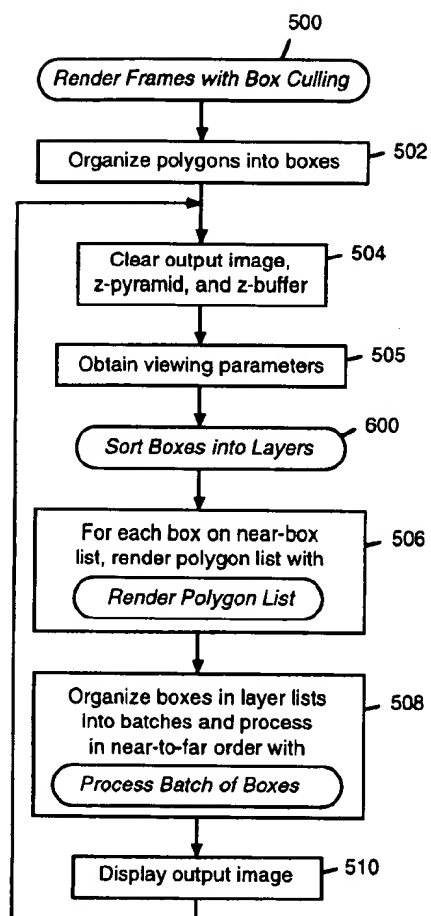 500
Render Frames with Box Culling
Organize polygons into boxes
502
Clear output image,
z-pyramid, and z-buffer
504
Obtain viewing parameters
505
600
Sort Boxes into Layers
For each box on near-box
list, render polygon list with
Render Polygon List
506
Organize boxes in layer lists
into batches and process
in near-to-far order with
Process Batch of Boxes
508
Display output image
510